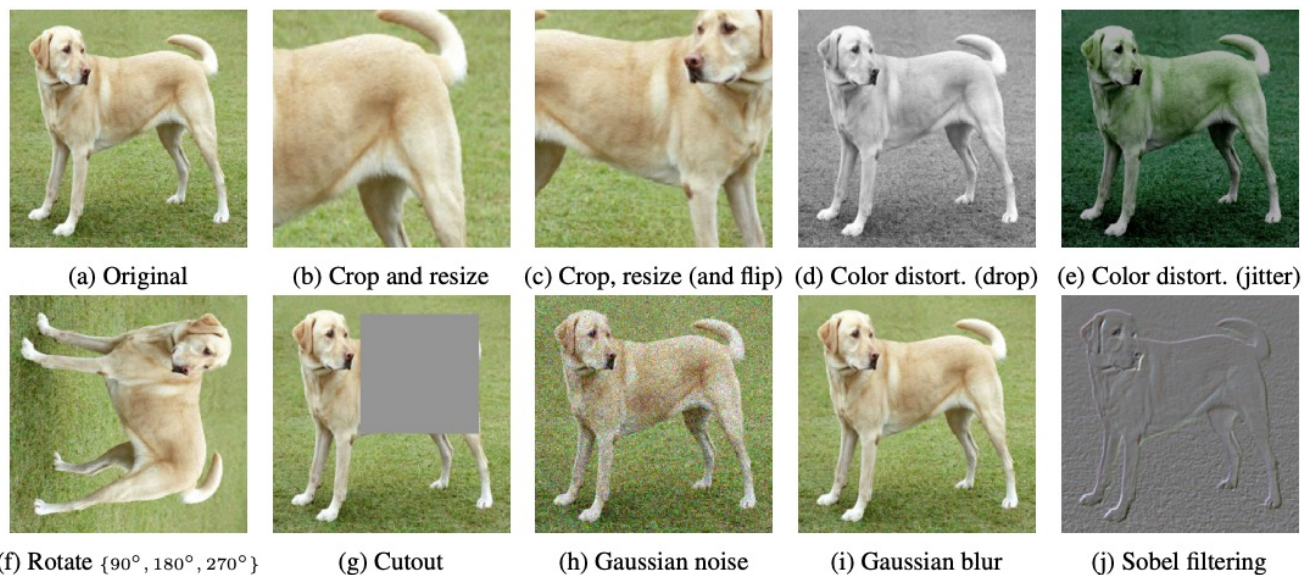 (a) Original
(b) Crop and resize
(c) Crop, resize (and flip)
(d) Color distort. (drop)
(e) Color distort. (jitter)
(f) Rotate {90°, 180°, 270°}
(g) Cutout
(h) Gaussian noise
(i) Gaussian blur
(j) Sobel filtering